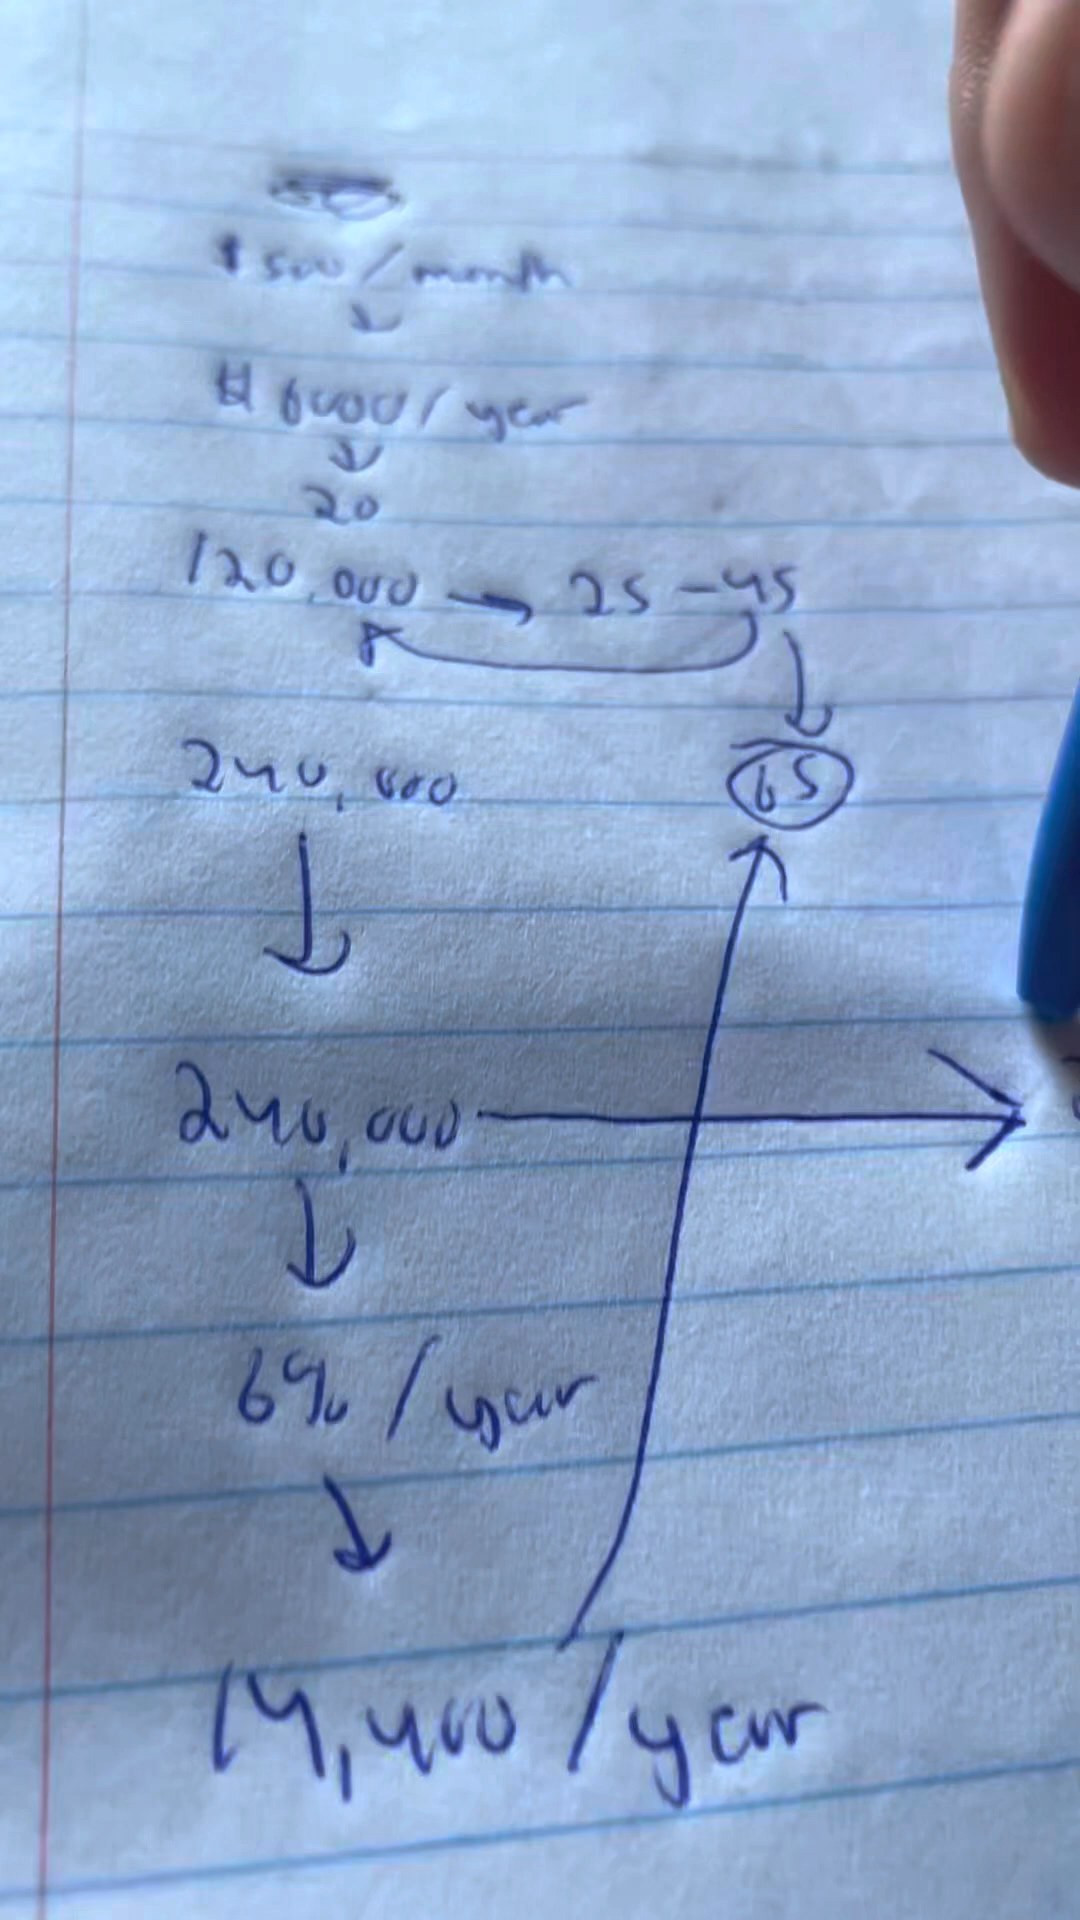 $500/month
$6000/year
20
120,000 → 25-45
240,000
65
240,000
6%/year
14,400/year